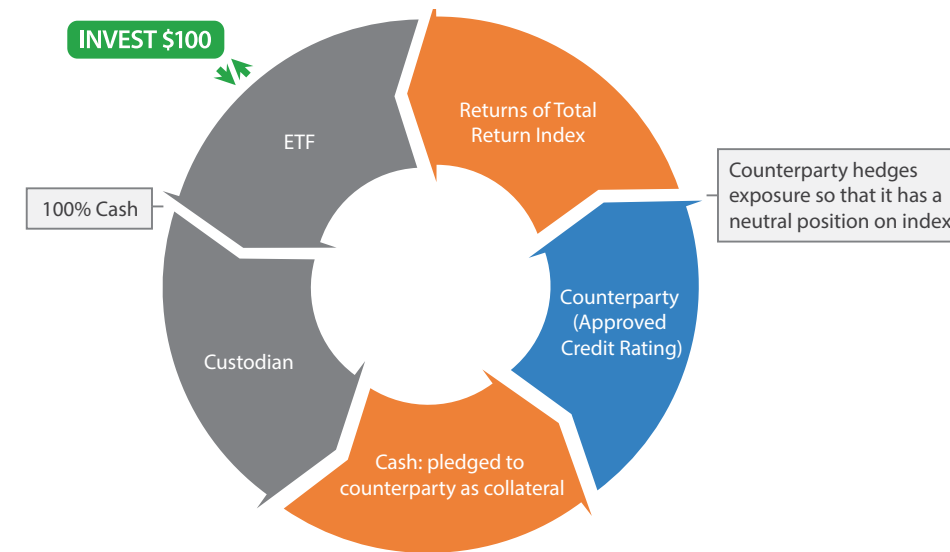 INVEST $100
ETF
Returns of Total
Return Index
100% Cash
Counterparty hedges
exposure so that it has a
neutral position on index
Counterparty
(Approved
Credit Rating)
Custodian
Cash: pledged to
counterparty as collateral